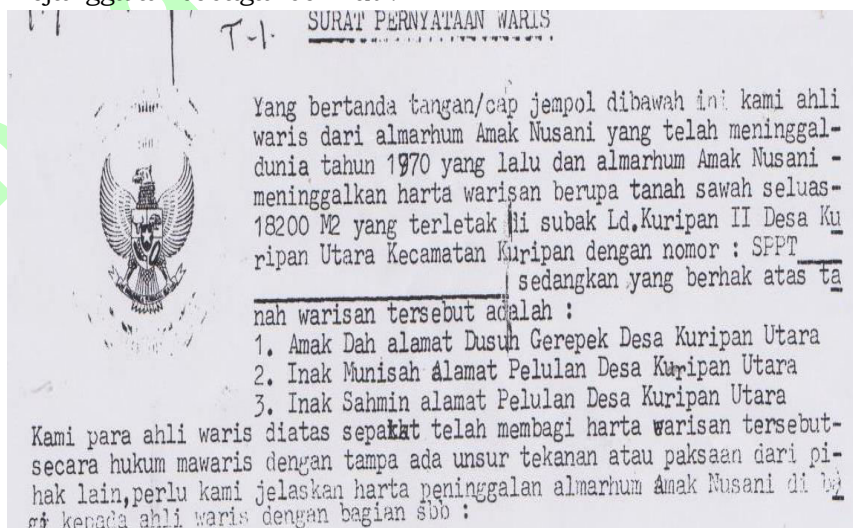 T-1.
SURAT PERNYATAAN WARIS
Yang bertanda tangan/cap jempol dibawah ini kami ahli
waris dari almarhum Amak Nusani yang telah meninggal-
dunia tahun 1970 yang lalu dan almarhum Amak Nusani -
meninggalkan harta warisan berupa tanah sawah seluas-
18200 M2 yang terletak di subak Ld.Kuripan II Desa Ku
ripan Utara Kecamatan Kuripan dengan nomor : SPPT
sedangkan yang berhak atas ta
nah warisan tersebut adalah :
1. Amak Dah alamat Dusun Gerepek Desa Kuripan Utara
2. Inak Munisah Alamat Pelulan Desa Kuripan Utara
3. Inak Sahmin alamat Pelulan Desa Kuripan Utara
Kami para ahli waris diatas sepakat telah membagi harta warisan tersebut-
secara hukum mawaris dengan tampa ada unsur tekanan atau paksaan dari pi-
hak lain,perlu kami jelaskan harta peninggalan almarhum Amak Nusani di ba
gi kepada ahli waris dengan bagian sbb :